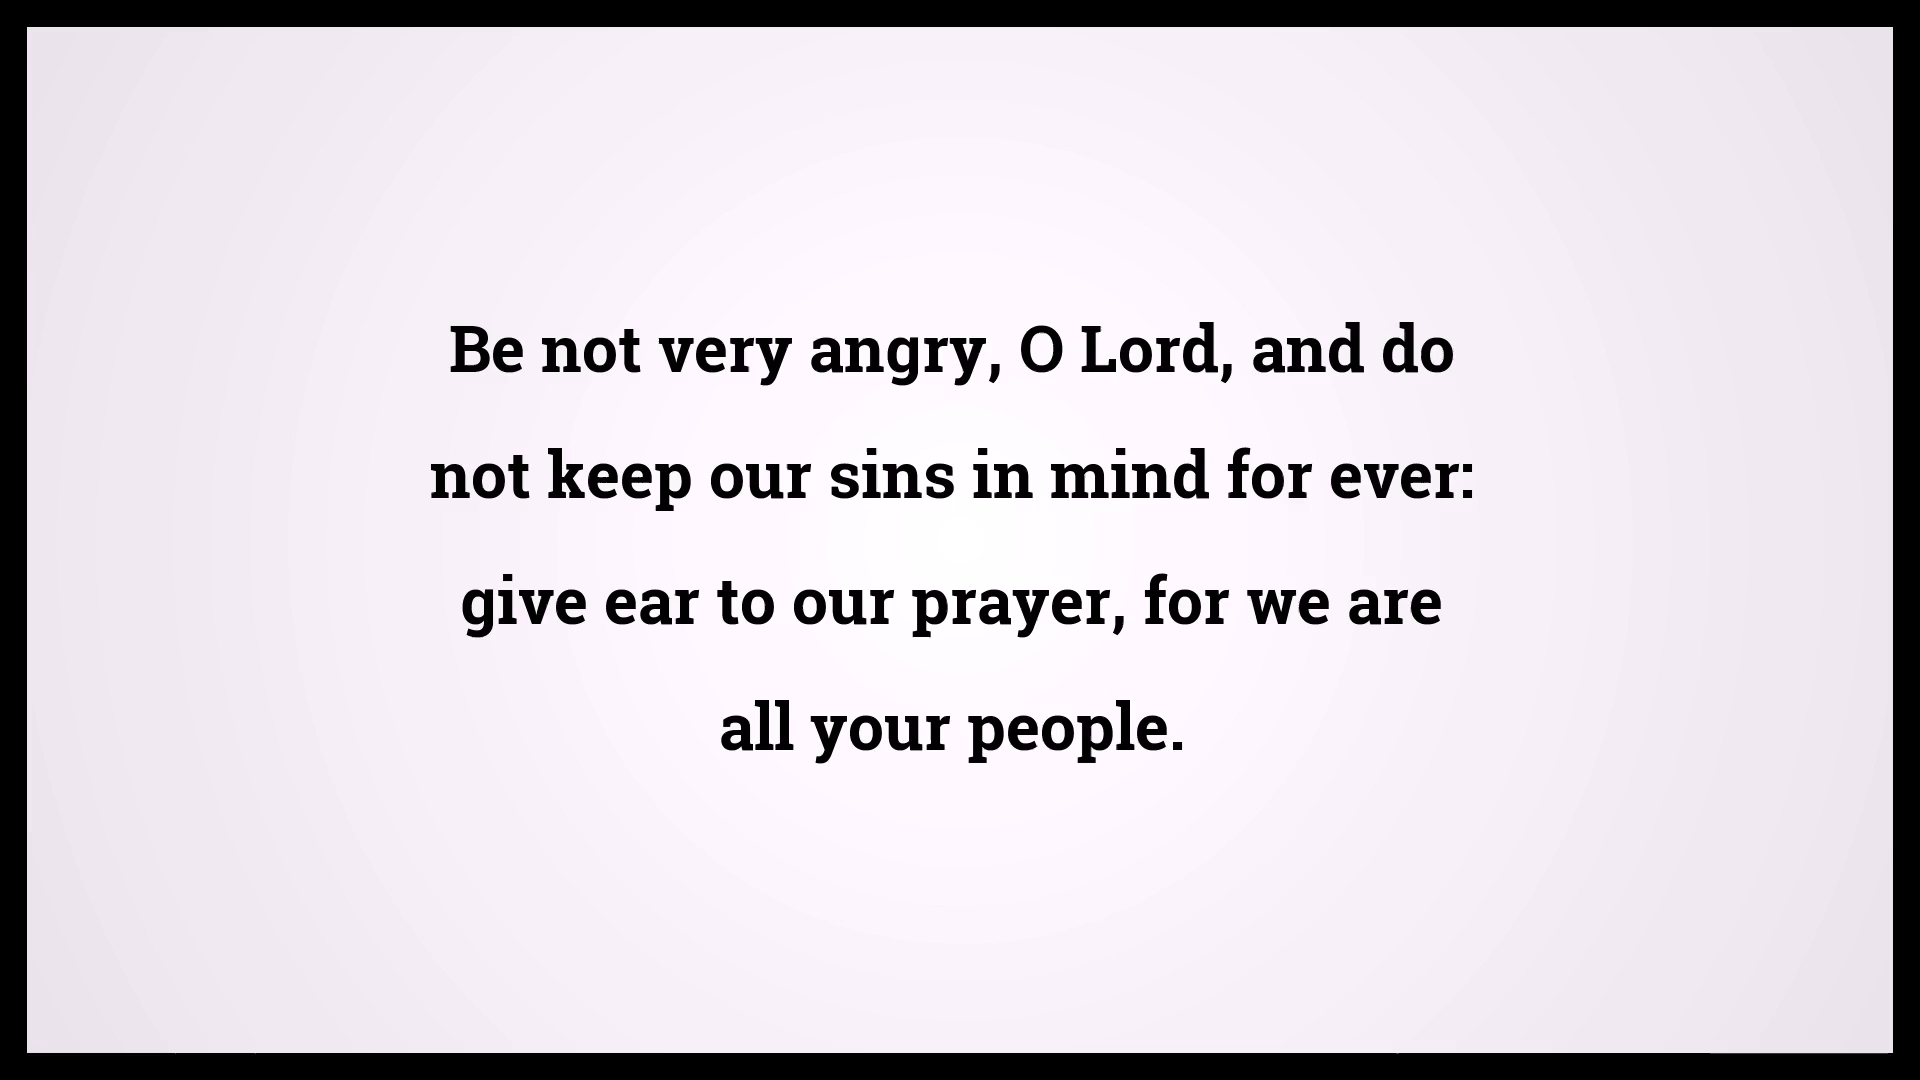 Be not very angry, O Lord, and do
not keep our sins in mind for ever:
give ear to our prayer, for we are
all your people.